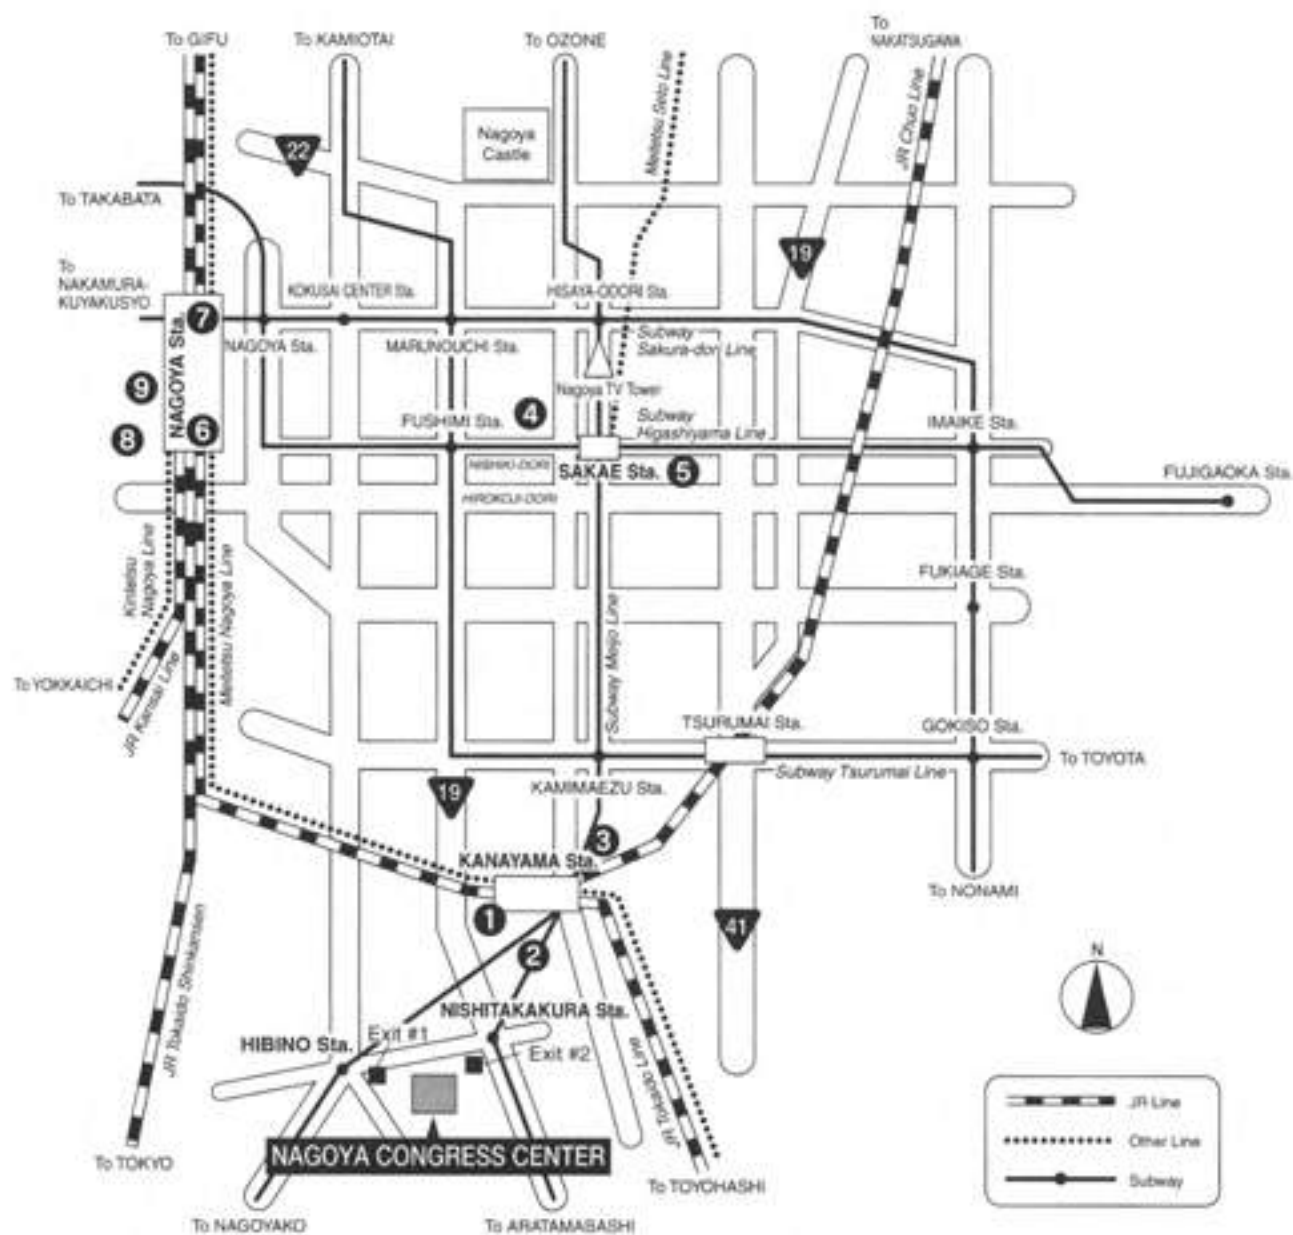 To GIFU
To KAMIOTAI
To OZONE
To
NAKATSUGAWA
Meitetsu Seto Line
JR Chuo Line
22
Nagoya
Castle
To TAKABATA
19
To
NAKAMURA-
KUYAKUSYO
KOKUSAI CENTER Sta.
HISAYA-ODORI Sta.
7
NAGOYA Sta.
NAGOYA Sta.
MARUNOUCHI Sta.
Subway
Sakura-dori Line
9
Nagoya TV Tower
4
FUSHIMI Sta.
Subway
Higashiyama Line
IMAIKE Sta.
8
6
NISHIKI-DORI
SAKAE Sta.
5
FUJIGAOKA Sta.
HIROKOJI-DORI
Kintetsu
Nagoya Line
Meitetsu Nagoya Line
FUKIAGE Sta.
Subway Meijo Line
To YOKKAICHI
JR Kansai Line
TSURUMAI Sta.
GOKISO Sta.
To TOYOTA
Subway Tsurumai Line
KAMIMAEZU Sta.
19
3
KANAYAMA Sta.
To NONAMI
1
41
2
N
JR Tokaido Shinkansen
NISHITAKAKURA Sta.
Exit #1
HIBINO Sta.
Exit #2
JR Tokaido Line
JR Line
Other Line
Subway
NAGOYA CONGRESS CENTER
To TOKYO
To TOYOHASHI
To NAGOYAKO
To ARATAMABASHI